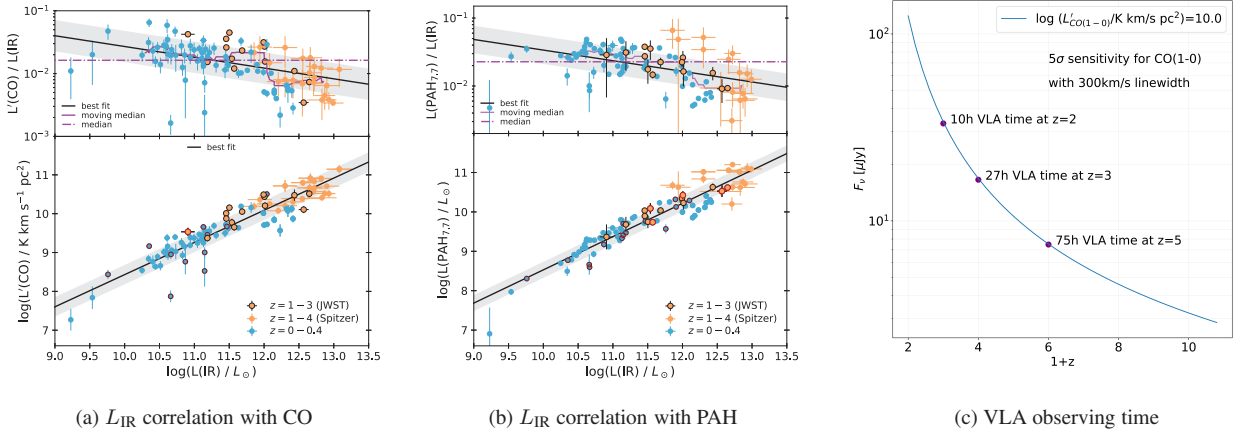 10⁻¹
10⁻²
10⁻³
L′(CO) / L(IR)
best fit
moving median
median
best fit
11
10
9
8
7
log(L′(CO) / K km s⁻¹ pc²)
z = 1 − 3 (JWST)
z = 1 − 4 (Spitzer)
z = 0 − 0.4
9.0 9.5 10.0 10.5 11.0 11.5 12.0 12.5 13.0 13.5
log(L(IR) / L⊙)
(a) L_IR correlation with CO
10⁻¹
10⁻²
L(PAH₇.₇) / L(IR)
best fit
moving median
median
11
10
9
8
7
log(L(PAH₇.₇) / L⊙)
z = 1 − 3 (JWST)
z = 1 − 4 (Spitzer)
z = 0 − 0.4
9.0 9.5 10.0 10.5 11.0 11.5 12.0 12.5 13.0 13.5
log(L(IR) / L⊙)
(b) L_IR correlation with PAH
log (L′_CO(1−0)/K km/s pc²)=10.0
5σ sensitivity for CO(1-0)
with 300km/s linewidth
10²
10¹
F_ν [μJy]
10h VLA time at z=2
27h VLA time at z=3
75h VLA time at z=5
2 4 6 8 10
1+z
(c) VLA observing time